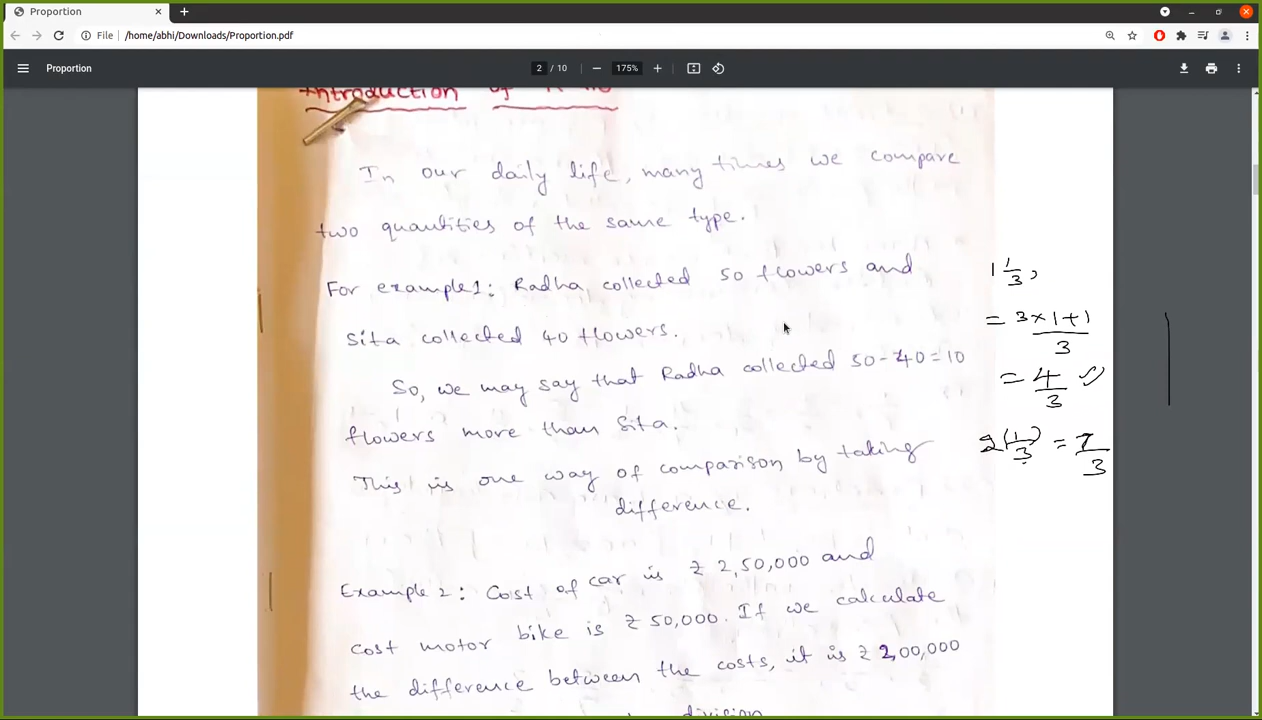 Proportion
File
/home/abhi/Downloads/Proportion.pdf
Proportion
2 / 10
175%
Introduction of
In our daily life, many times we compare
two quantities of the same type.
For example1: Radha collected 50 flowers and
Sita collected 40 flowers.
So, we may say that Radha collected 50-40=10
flowers more than Sita.
This is one way of comparison by taking
difference.
Example 2: Cost of car is ₹ 2,50,000 and
cost motor bike is ₹ 50,000. If we calculate
the difference between the costs, it is ₹ 2,00,000
division
1 1/3,
= 3×1+1/3
= 4/3
2(1/3) = 7/3